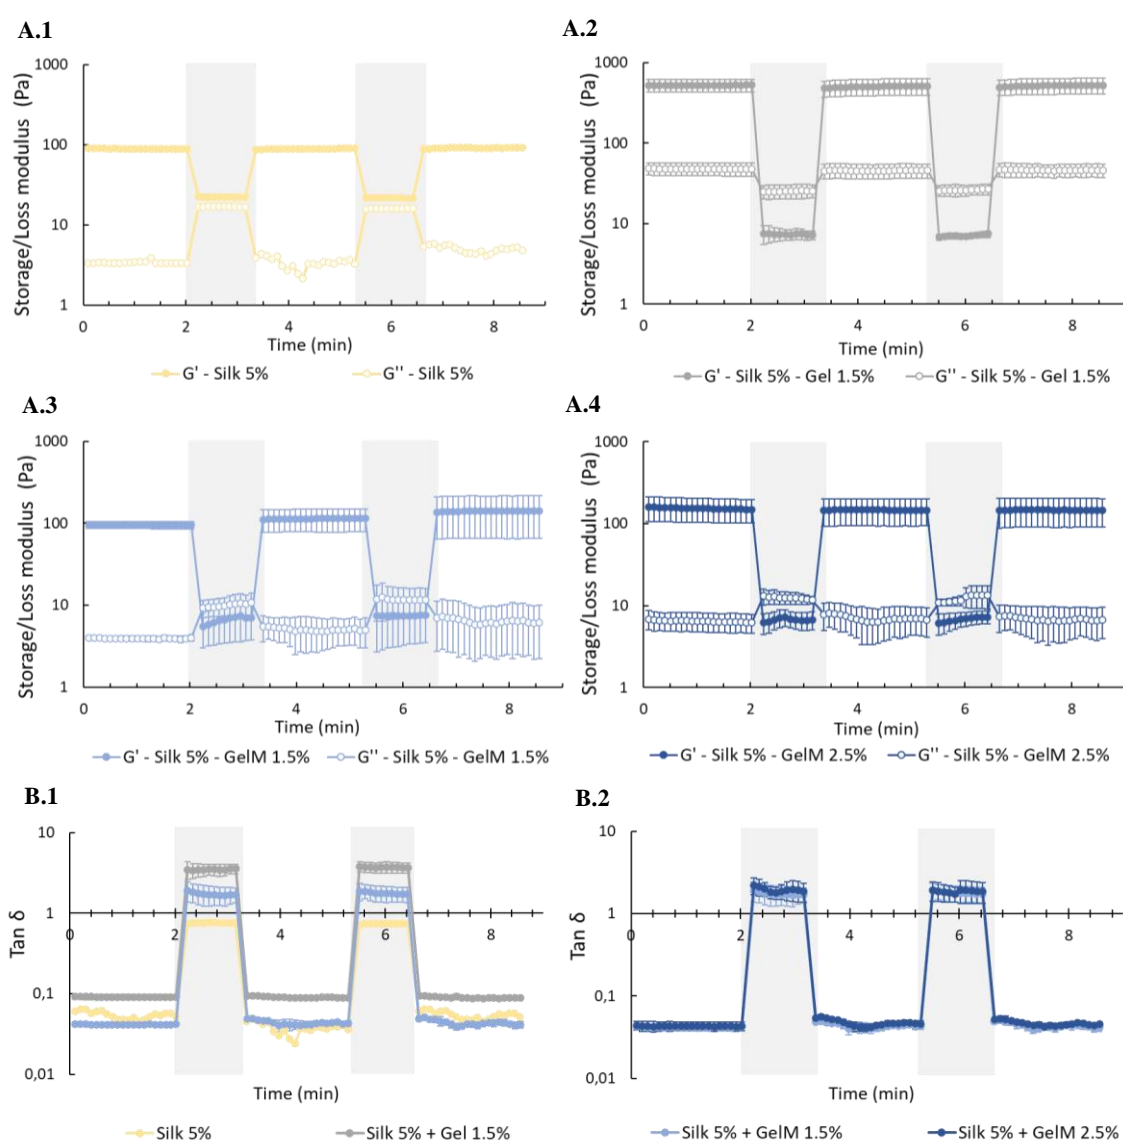 A.1
1000
100
10
1
0 2 4 6 8
Storage/Loss modulus (Pa)
Time (min)
G' - Silk 5% G'' - Silk 5%
A.2
1000
100
10
1
0 2 4 6 8
Storage/Loss modulus (Pa)
Time (min)
G' - Silk 5% - Gel 1.5% G'' - Silk 5% - Gel 1.5%
A.3
1000
100
10
1
0 2 4 6 8
Storage/Loss modulus (Pa)
Time (min)
G' - Silk 5% - GelM 1.5% G'' - Silk 5% - GelM 1.5%
A.4
1000
100
10
1
0 2 4 6 8
Storage/Loss modulus (Pa)
Time (min)
G' - Silk 5% - GelM 2.5% G'' - Silk 5% - GelM 2.5%
B.1
10
1
0,1
0,01
0 2 4 6 8
Tan δ
Time (min)
Silk 5% Silk 5% + Gel 1.5%
B.2
10
1
0,1
0,01
0 2 4 6 8
Tan δ
Time (min)
Silk 5% + GelM 1.5% Silk 5% + GelM 2.5%